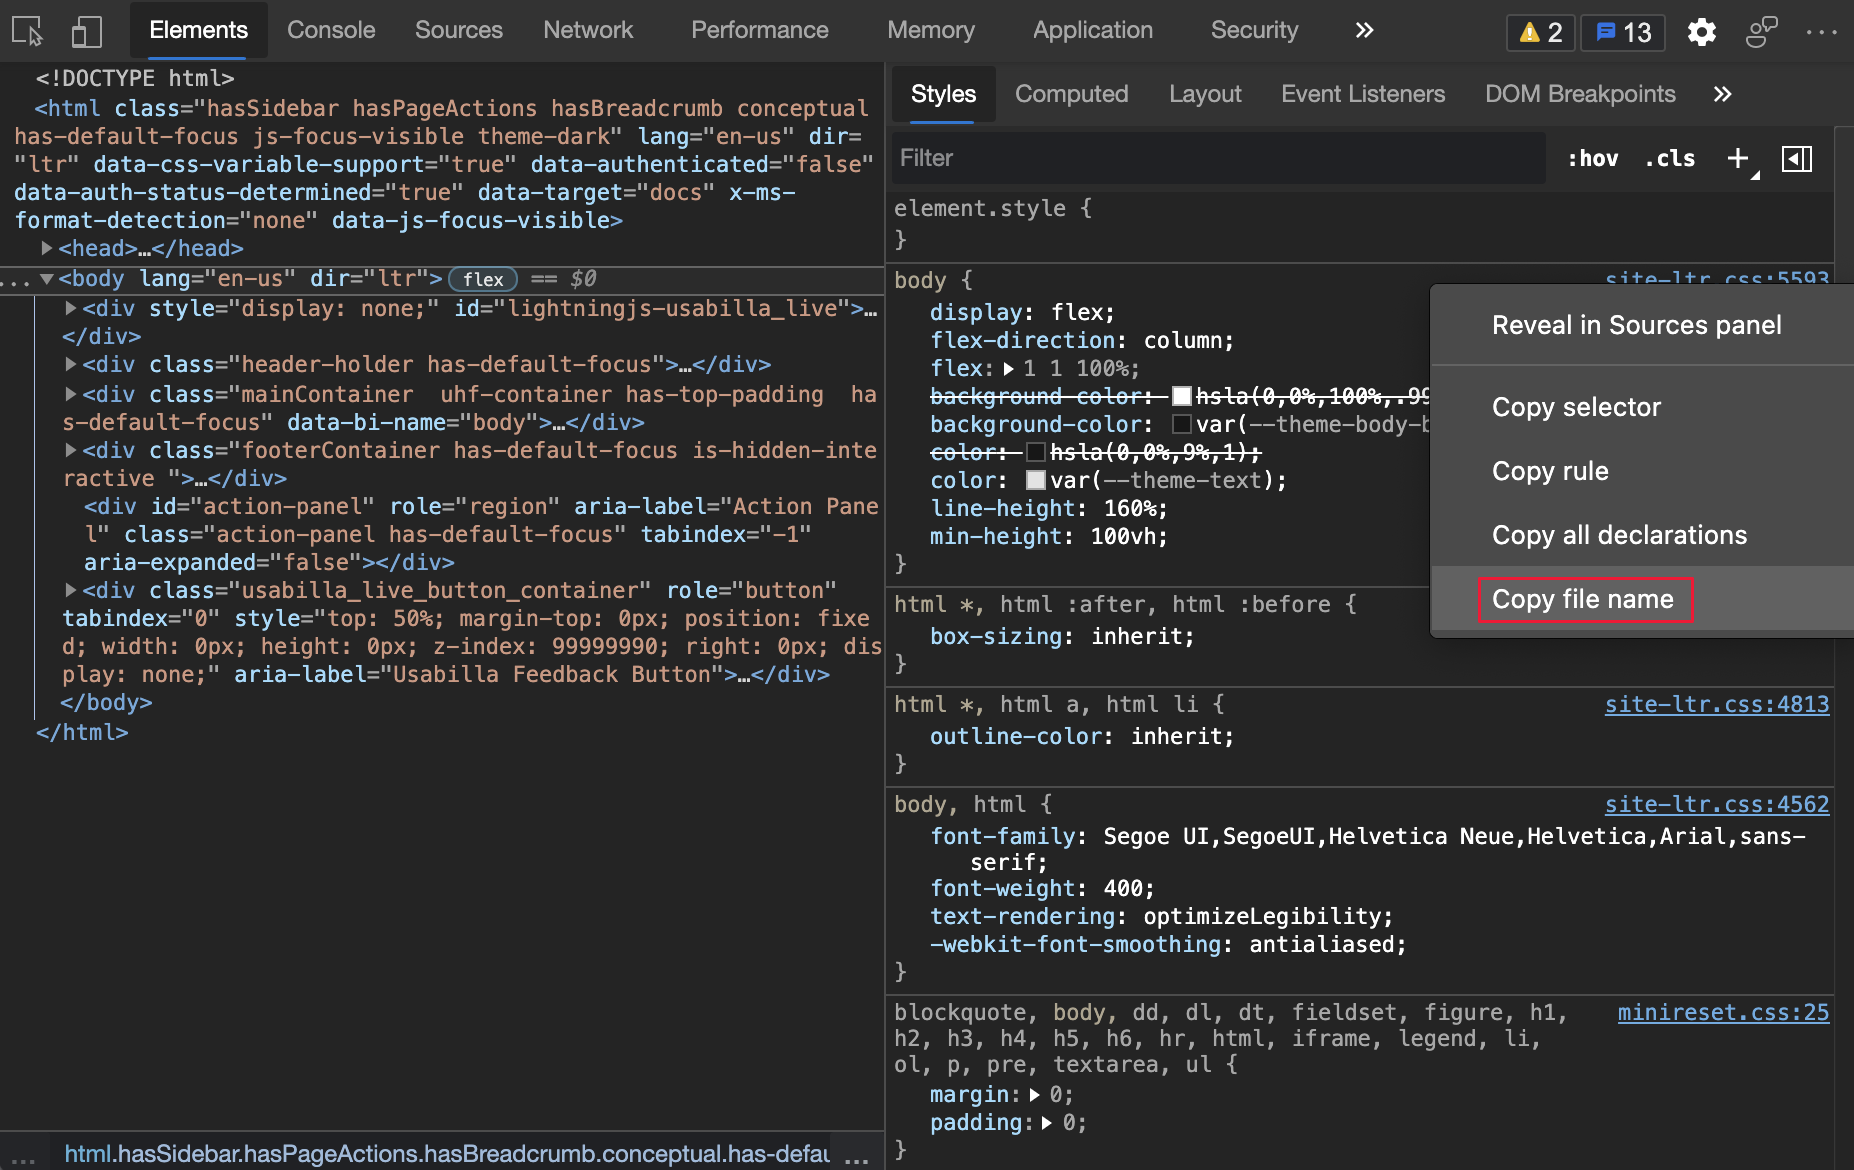 Elements Console Sources Network Performance Memory Application Security » 2 13 ...
<!DOCTYPE html>
<html class="hasSidebar hasPageActions hasBreadcrumb conceptual
has-default-focus js-focus-visible theme-dark" lang="en-us" dir=
"ltr" data-css-variable-support="true" data-authenticated="false"
data-auth-status-determined="true" data-target="docs" x-ms-
format-detection="none" data-js-focus-visible>
<head>…</head>
... <body lang="en-us" dir="ltr"> flex == $0
<div style="display: none;" id="lightningjs-usabilla_live">…
</div>
<div class="header-holder has-default-focus">…</div>
<div class="mainContainer  uhf-container has-top-padding  ha
s-default-focus" data-bi-name="body">…</div>
<div class="footerContainer has-default-focus is-hidden-inte
ractive ">…</div>
<div id="action-panel" role="region" aria-label="Action Pane
l" class="action-panel has-default-focus" tabindex="-1"
aria-expanded="false"></div>
<div class="usabilla_live_button_container" role="button"
tabindex="0" style="top: 50%; margin-top: 0px; position: fixe
d; width: 0px; height: 0px; z-index: 99999990; right: 0px; dis
play: none;" aria-label="Usabilla Feedback Button">…</div>
</body>
</html>
... html.hasSidebar.hasPageActions.hasBreadcrumb.conceptual.has-defau ...
Styles Computed Layout Event Listeners DOM Breakpoints »
Filter :hov .cls +
element.style {
}
body { site-ltr.css:5593
display: flex;
flex-direction: column;
flex: 1 1 100%;
background-color: hsla(0,0%,100%,.99
background-color: var(--theme-body-b
color: hsla(0,0%,9%,1);
color: var(--theme-text);
line-height: 160%;
min-height: 100vh;
}
Reveal in Sources panel
Copy selector
Copy rule
Copy all declarations
Copy file name
html *, html :after, html :before {
box-sizing: inherit;
}
html *, html a, html li { site-ltr.css:4813
outline-color: inherit;
}
body, html { site-ltr.css:4562
font-family: Segoe UI,SegoeUI,Helvetica Neue,Helvetica,Arial,sans-
serif;
font-weight: 400;
text-rendering: optimizeLegibility;
-webkit-font-smoothing: antialiased;
}
blockquote, body, dd, dl, dt, fieldset, figure, h1, minireset.css:25
h2, h3, h4, h5, h6, hr, html, iframe, legend, li,
ol, p, pre, textarea, ul {
margin: 0;
padding: 0;
}